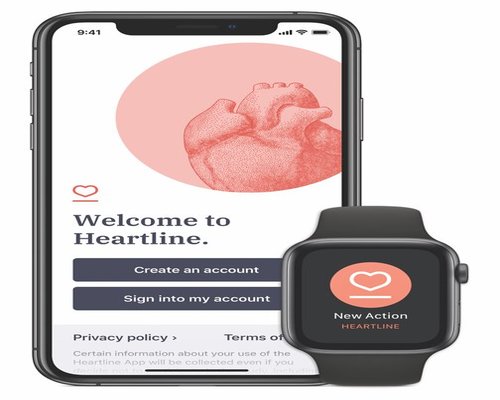 9:41
Welcome to
Heartline.
Create an account
Sign into my account
Privacy policy ›
Terms of
Certain information about your use of the
Heartline App will be collected even if you
New Action
HEARTLINE